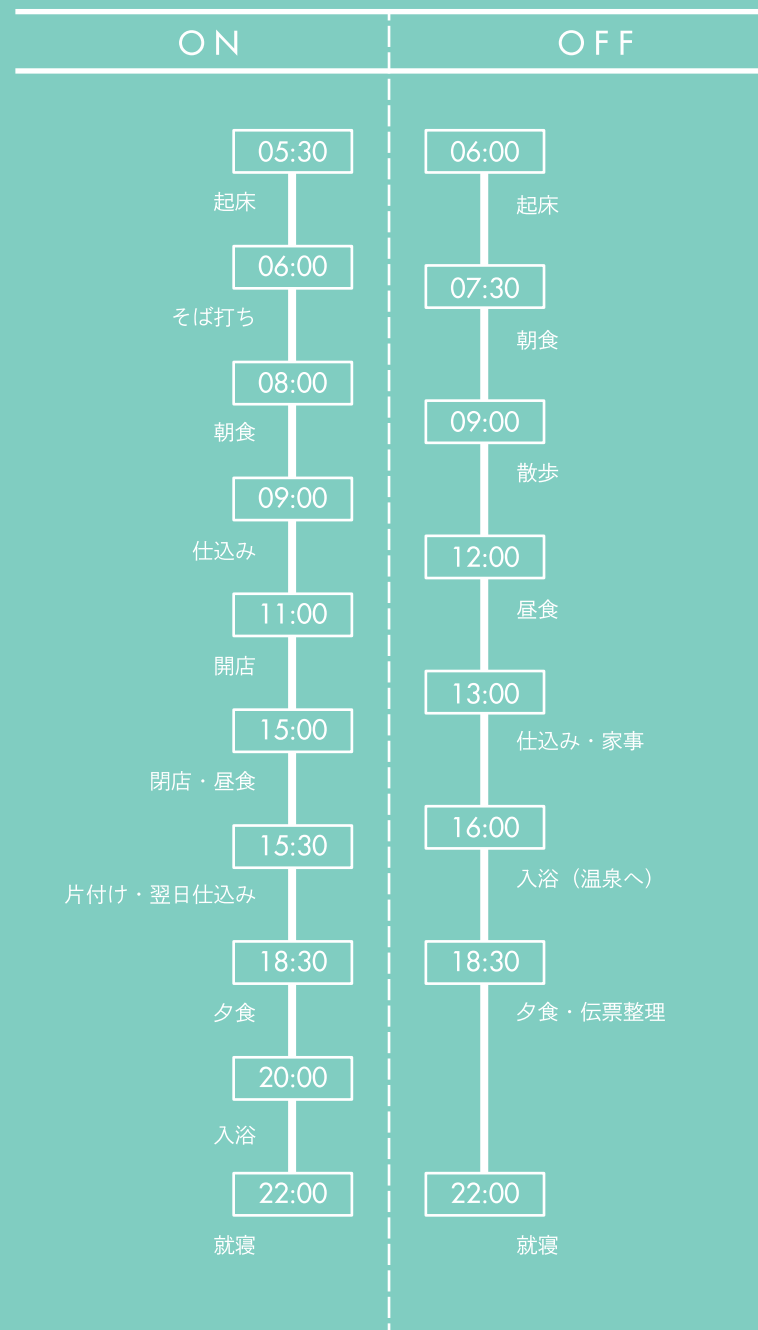 ON
05:30
起床
06:00
そば打ち
08:00
朝食
09:00
仕込み
11:00
開店
15:00
閉店・昼食
15:30
片付け・翌日仕込み
18:30
夕食
20:00
入浴
22:00
就寝
OFF
06:00
起床
07:30
朝食
09:00
散歩
12:00
昼食
13:00
仕込み・家事
16:00
入浴（温泉へ）
18:30
夕食・伝票整理
22:00
就寝